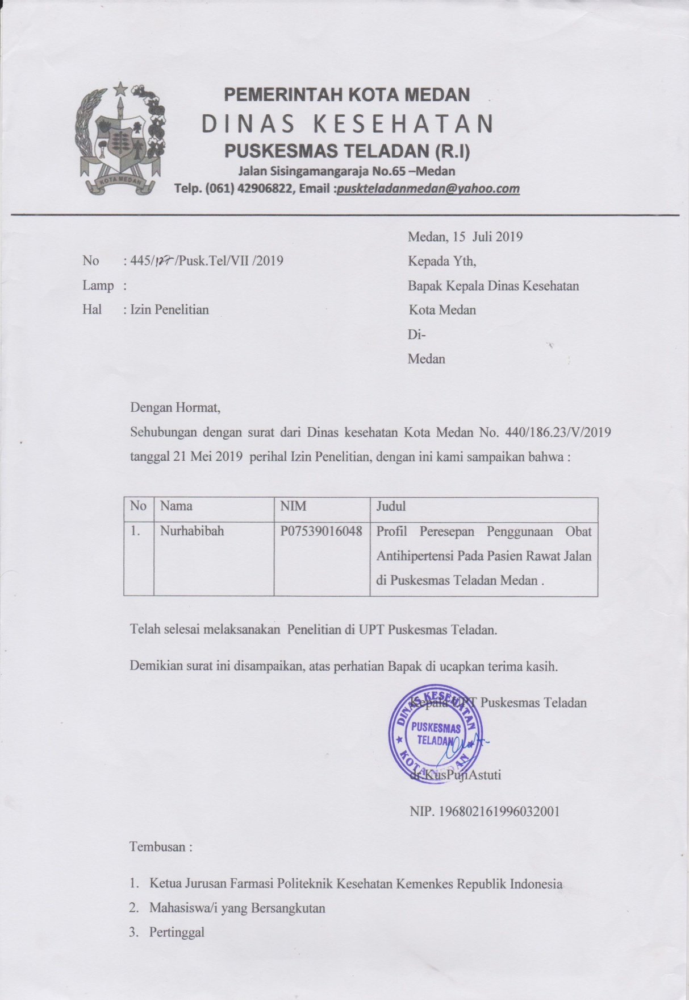 PEMERINTAH KOTA MEDAN
DINAS KESEHATAN
PUSKESMAS TELADAN (R.I)
Jalan Sisingamangaraja No.65 –Medan
Telp. (061) 42906822, Email :puskteladanmedan@yahoo.com
KOTA MEDAN
Medan, 15 Juli 2019
No : 445/127/Pusk.Tel/VII /2019
Kepada Yth,
Lamp :
Bapak Kepala Dinas Kesehatan
Hal : Izin Penelitian
Kota Medan
Di-
Medan
Dengan Hormat,
Sehubungan dengan surat dari Dinas kesehatan Kota Medan No. 440/186.23/V/2019
tanggal 21 Mei 2019 perihal Izin Penelitian, dengan ini kami sampaikan bahwa :
No Nama NIM Judul
1. Nurhabibah P07539016048 Profil Peresepan Penggunaan Obat
Antihipertensi Pada Pasien Rawat Jalan
di Puskesmas Teladan Medan .
Telah selesai melaksanakan Penelitian di UPT Puskesmas Teladan.
Demikian surat ini disampaikan, atas perhatian Bapak di ucapkan terima kasih.
Kepala UPT Puskesmas Teladan
DINAS KESEHATAN
PUSKESMAS
TELADAN
KOTA MEDAN
dr.KusPujiAstuti
NIP. 196802161996032001
Tembusan :
1. Ketua Jurusan Farmasi Politeknik Kesehatan Kemenkes Republik Indonesia
2. Mahasiswa/i yang Bersangkutan
3. Pertinggal